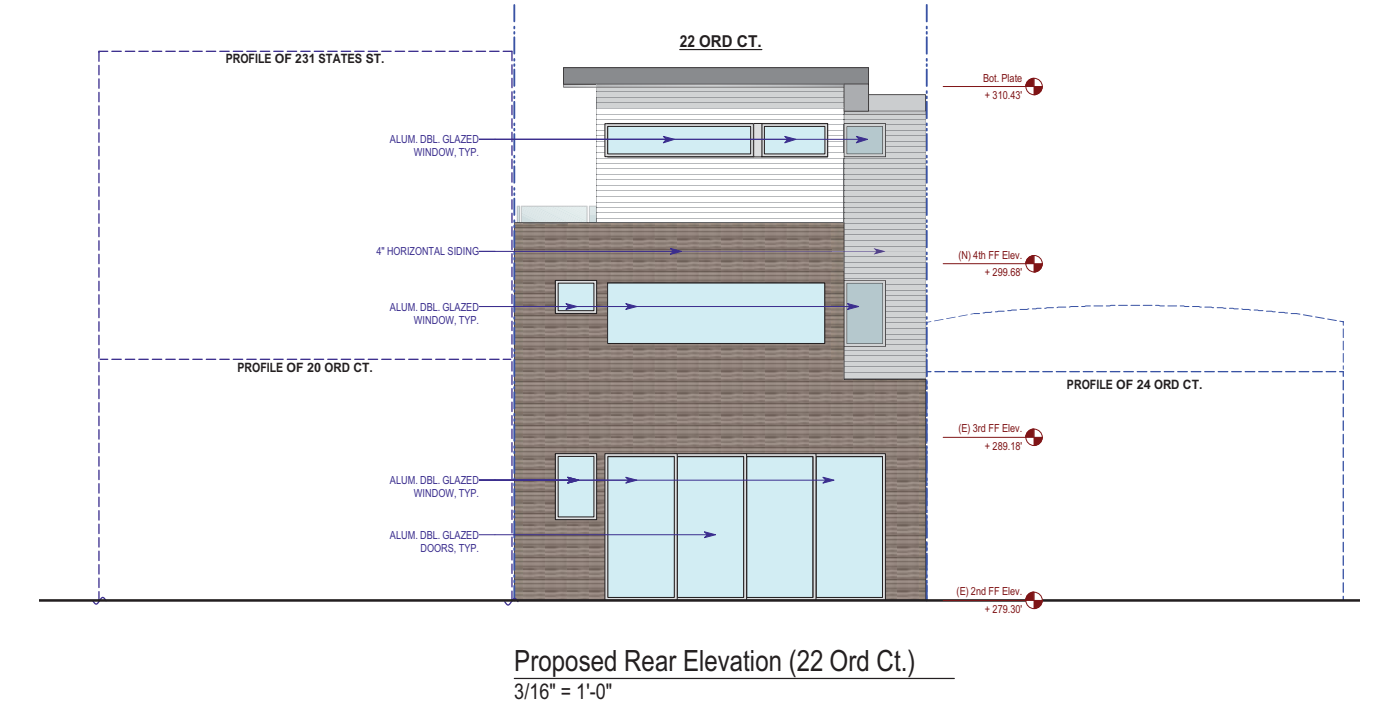 22 ORD CT.
PROFILE OF 231 STATES ST.
Bot. Plate
+ 310.43'
ALUM. DBL. GLAZED
WINDOW, TYP.
4" HORIZONTAL SIDING
(N) 4th FF Elev.
+ 299.68'
ALUM. DBL. GLAZED
WINDOW, TYP.
PROFILE OF 20 ORD CT.
PROFILE OF 24 ORD CT.
(E) 3rd FF Elev.
+ 289.18'
ALUM. DBL. GLAZED
WINDOW, TYP.
ALUM. DBL. GLAZED
DOORS, TYP.
(E) 2nd FF Elev.
+ 279.30'
Proposed Rear Elevation (22 Ord Ct.)
3/16" = 1'-0"